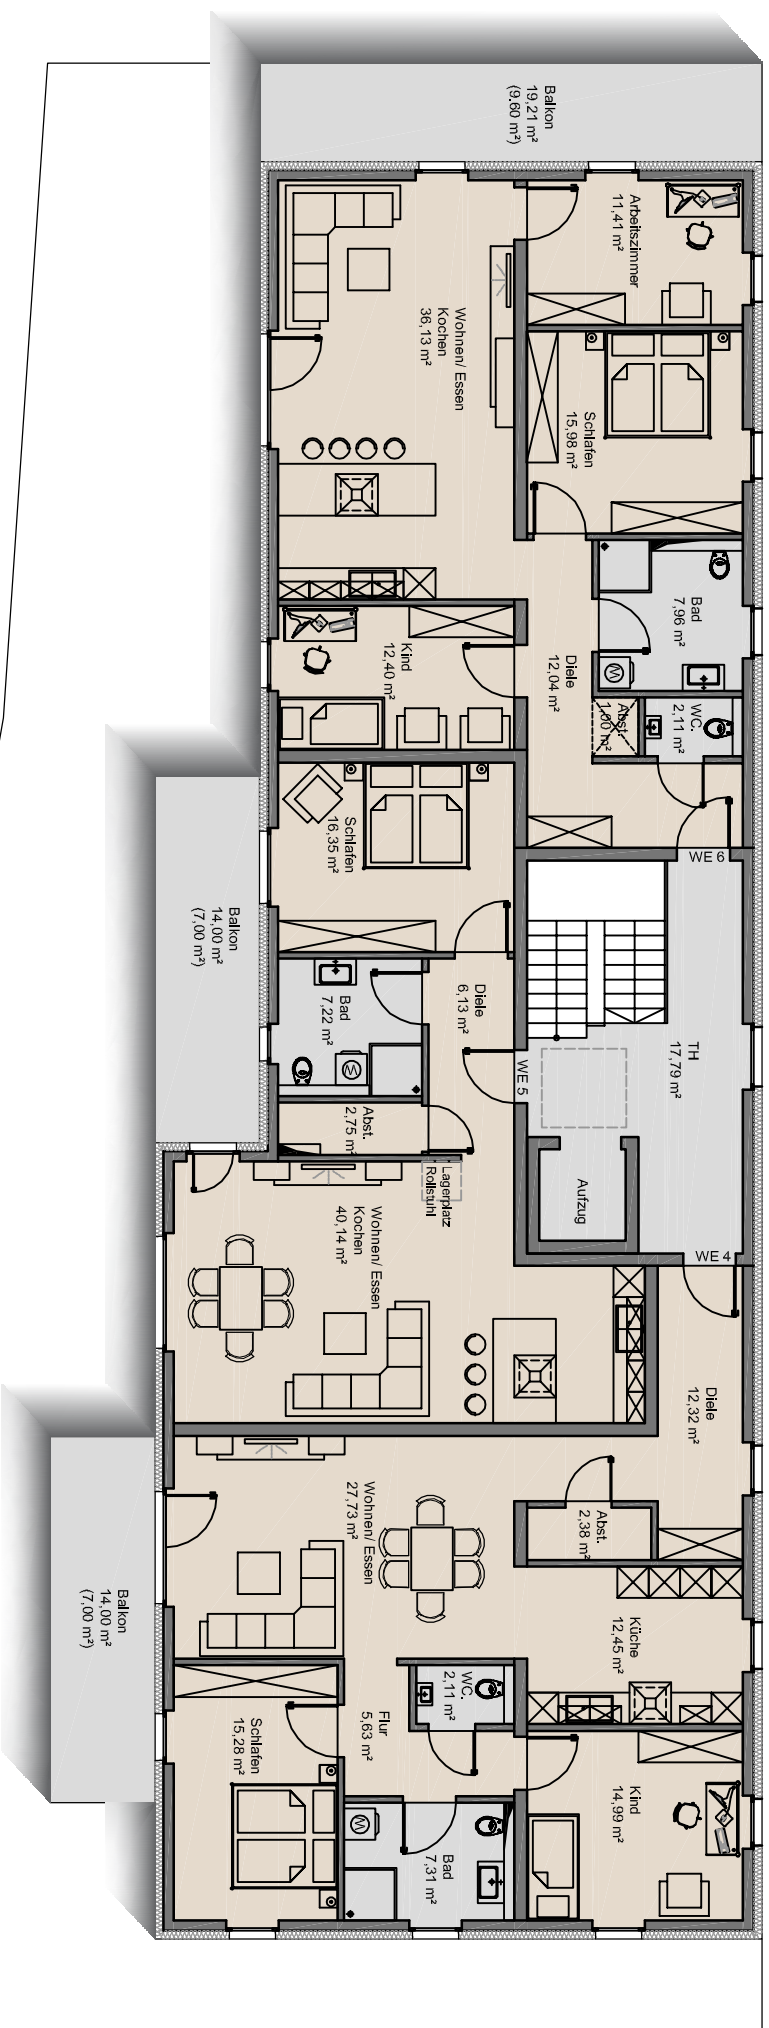 Balkon
19,21 m²
(9,60 m²)
Arbeitszimmer
11,41 m²
Wohnen/ Essen
Kochen
36,13 m²
Schlafen
15,98 m²
Bad
7,96 m²
Kind
12,40 m²
Diele
12,04 m²
Abst.
1,00 m²
WC.
2,11 m²
Schlafen
16,35 m²
WE 6
Balkon
14,00 m²
(7,00 m²)
Bad
7,22 m²
Diele
6,13 m²
WE 5
TH
17,79 m²
Abst.
2,75 m²
Lagerplatz
Rollstuhl
Aufzug
Wohnen/ Essen
Kochen
40,14 m²
WE 4
Diele
12,32 m²
Wohnen/ Essen
27,73 m²
Abst.
2,38 m²
Balkon
14,00 m²
(7,00 m²)
Küche
12,45 m²
WC.
2,11 m²
Flur
5,63 m²
Schlafen
15,28 m²
Kind
14,99 m²
Bad
7,31 m²
W
W
W